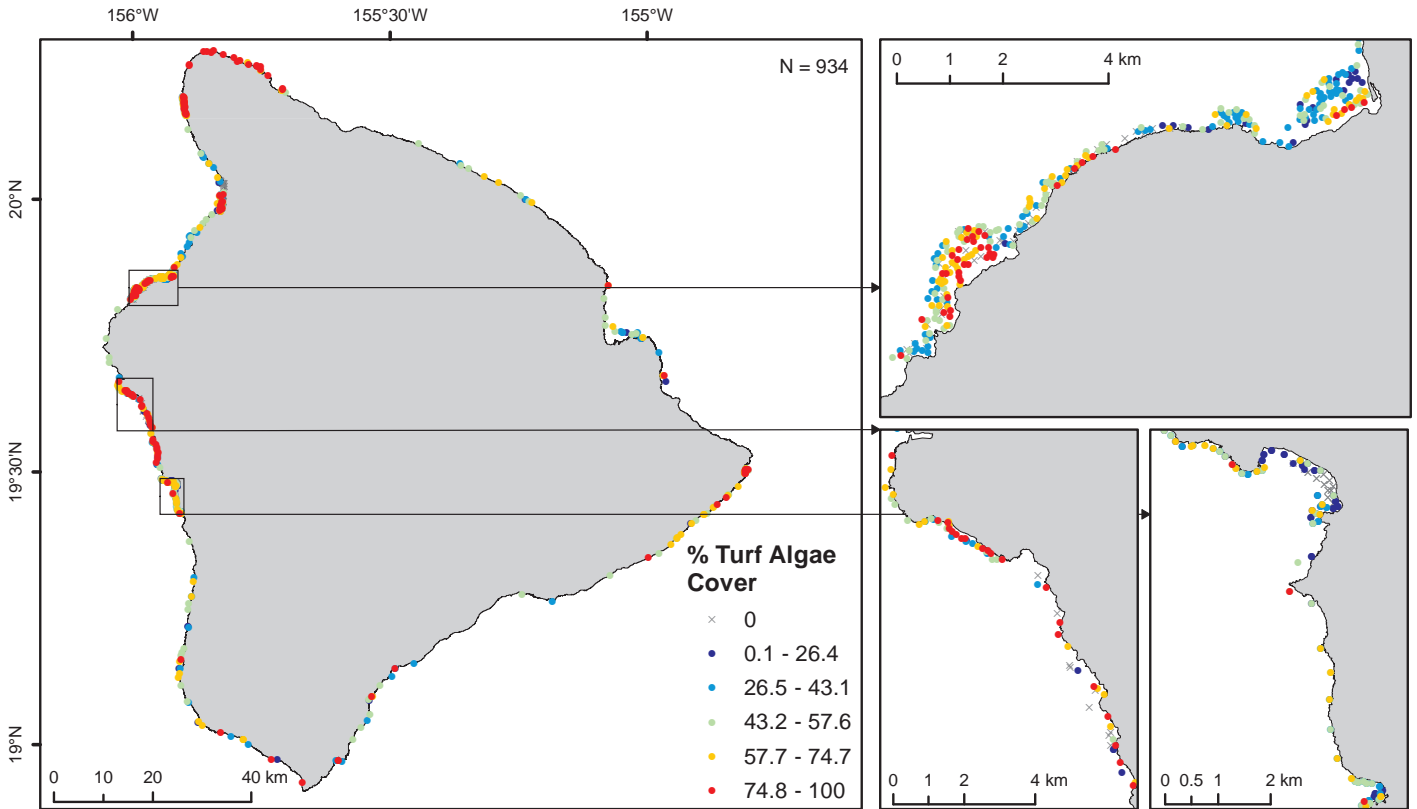 156°W 155°30'W 155°W
N = 934
0 1 2 4 km
20°N
19°30'N
19°N
% Turf Algae
Cover
0
0.1 - 26.4
26.5 - 43.1
43.2 - 57.6
57.7 - 74.7
74.8 - 100
0 10 20 40 km
0 1 2 4 km
0 0.5 1 2 km